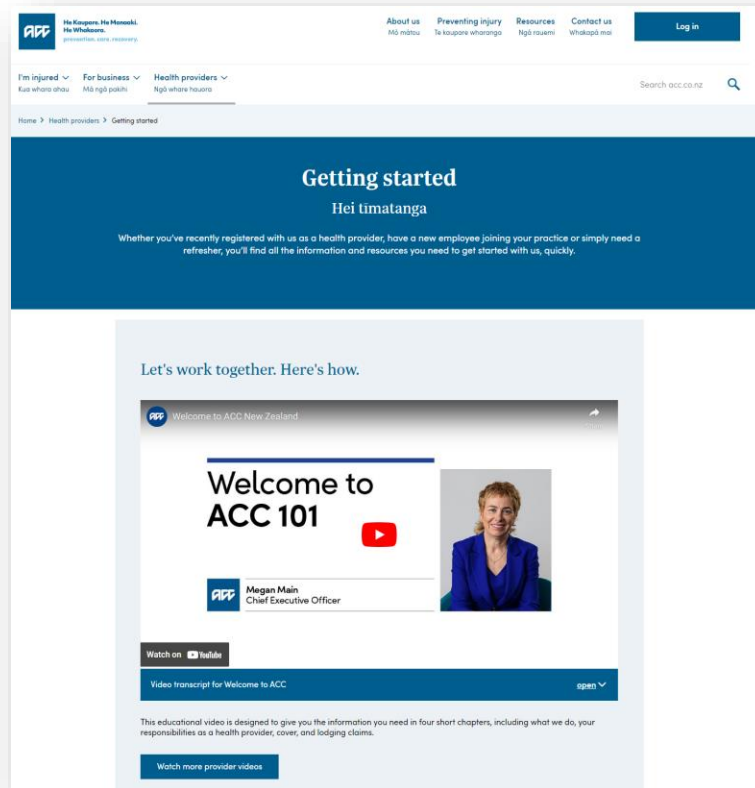 He Kaupare. He Manaaki.
He Whakaora.
prevention. care. recovery.
About us
Mō mātou
Preventing injury
Te kaupare wharanga
Resources
Ngā rauemi
Contact us
Whakapā mai
Log in
I'm injured
Kua whara ahau
For business
Mā ngā pakihi
Health providers
Ngā whare hauora
Search acc.co.nz
Home > Health providers > Getting started
Getting started
Hei tīmatanga
Whether you've recently registered with us as a health provider, have a new employee joining your practice or simply need a
refresher, you'll find all the information and resources you need to get started with us, quickly.
Let's work together. Here's how.
Welcome to ACC New Zealand
Welcome to
ACC 101
Megan Main
Chief Executive Officer
Watch on YouTube
Video transcript for Welcome to ACC
open
This educational video is designed to give you the information you need in four short chapters, including what we do, your
responsibilities as a health provider, cover, and lodging claims.
Watch more provider videos